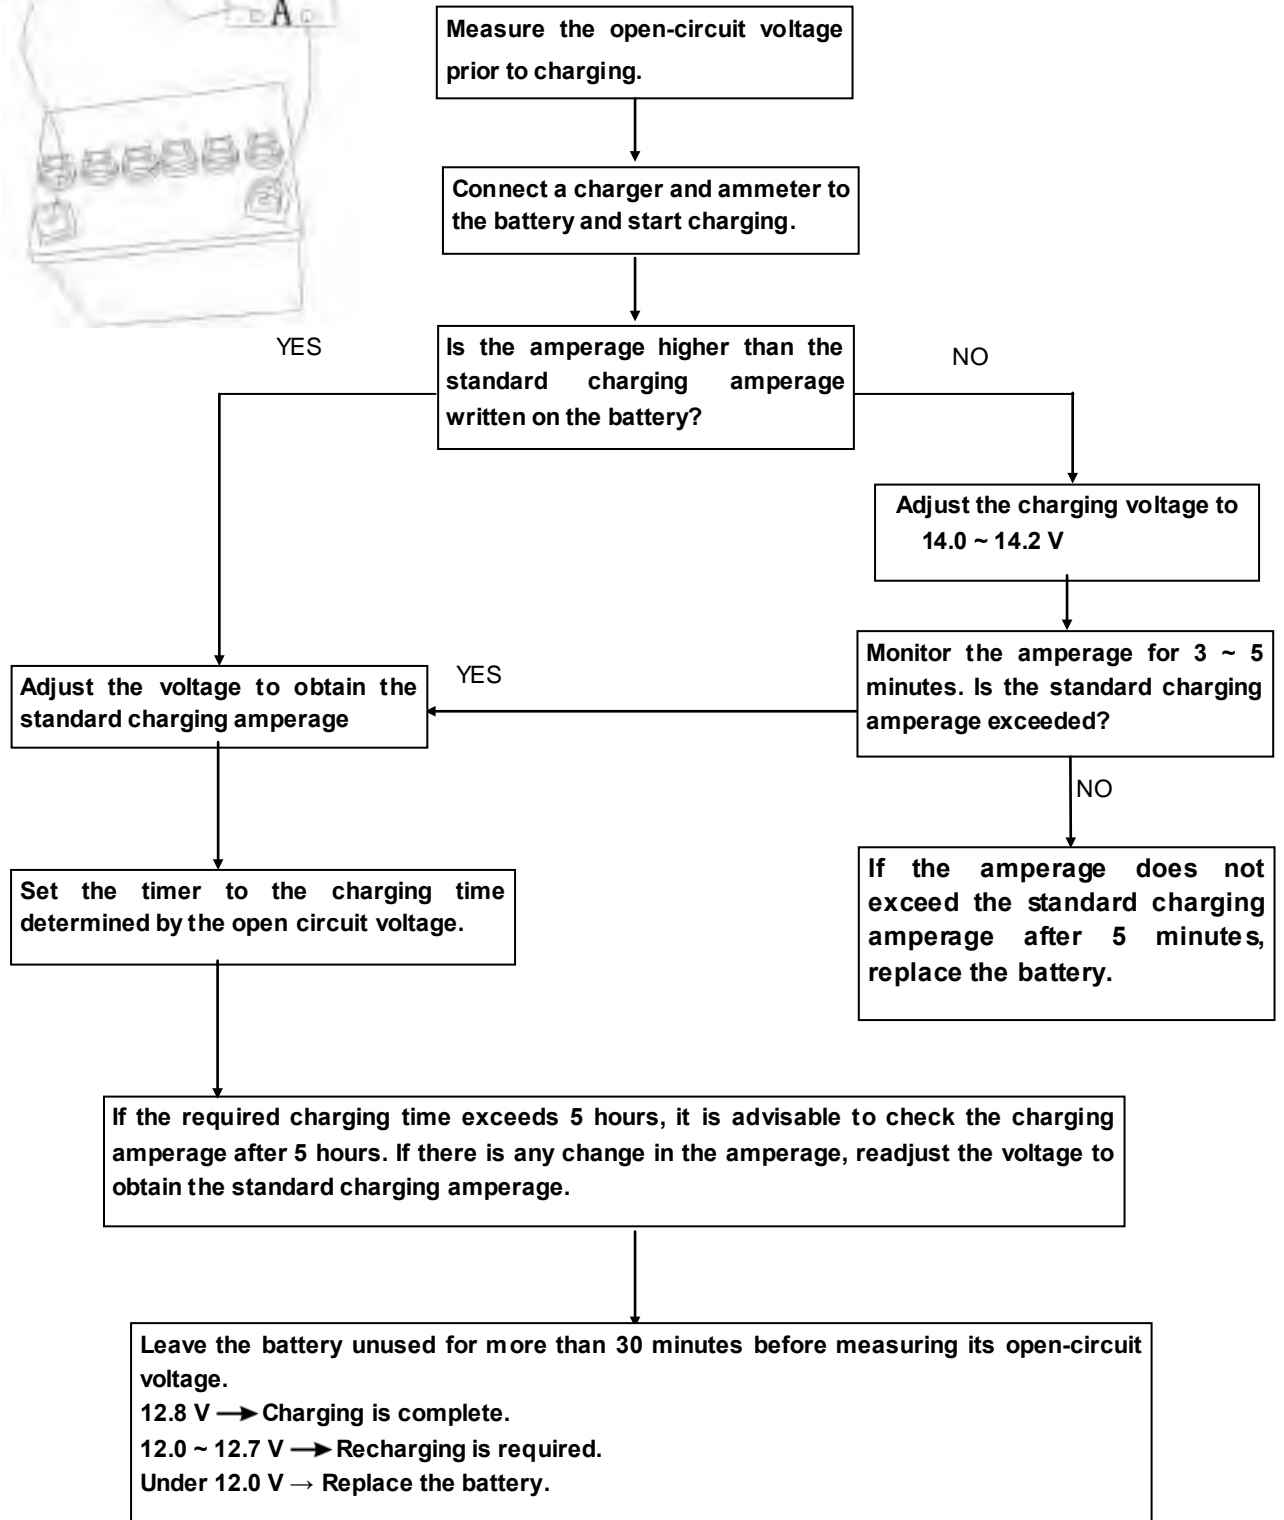 A
Measure the open-circuit voltage
prior to charging.
Connect a charger and ammeter to
the battery and start charging.
YES
Is the amperage higher than the
standard charging amperage
written on the battery?
NO
Adjust the charging voltage to
14.0 ~ 14.2 V
Monitor the amperage for 3 ~ 5
minutes. Is the standard charging
amperage exceeded?
YES
Adjust the voltage to obtain the
standard charging amperage
NO
If the amperage does not
exceed the standard charging
amperage after 5 minutes,
replace the battery.
Set the timer to the charging time
determined by the open circuit voltage.
If the required charging time exceeds 5 hours, it is advisable to check the charging
amperage after 5 hours. If there is any change in the amperage, readjust the voltage to
obtain the standard charging amperage.
Leave the battery unused for more than 30 minutes before measuring its open-circuit
voltage.
12.8 V → Charging is complete.
12.0 ~ 12.7 V → Recharging is required.
Under 12.0 V → Replace the battery.